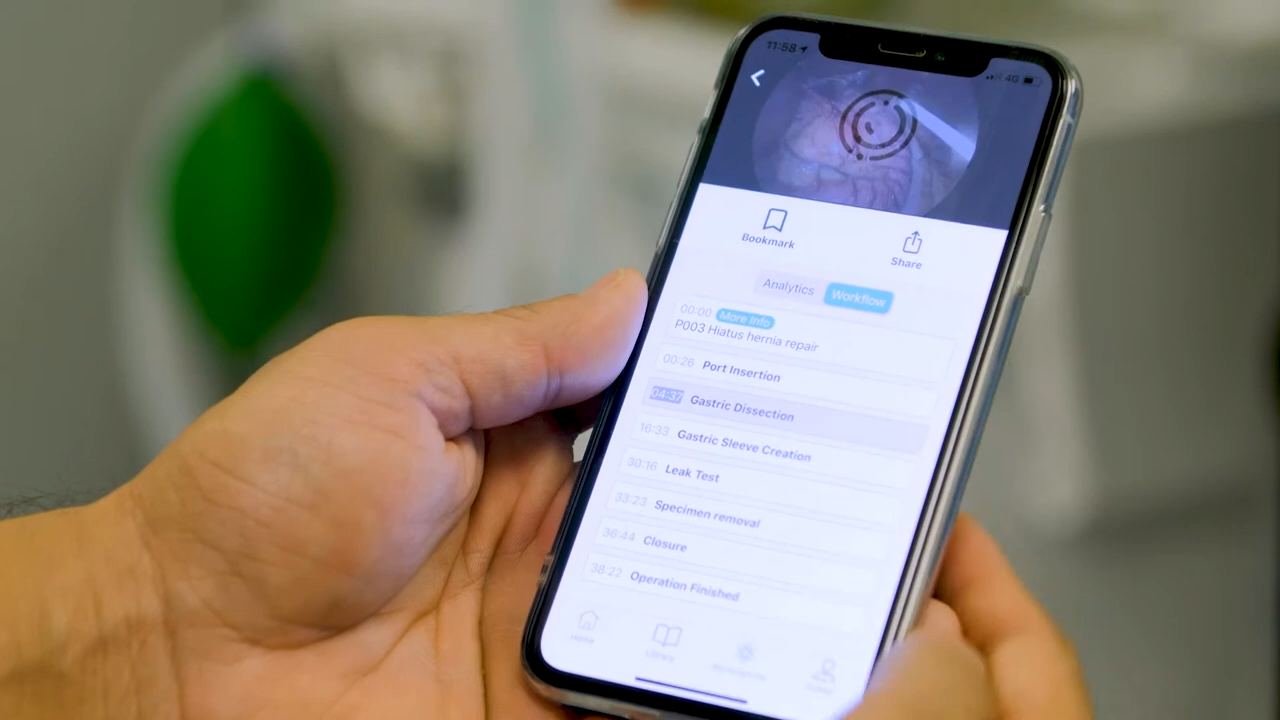 11:58
4G
Bookmark
Share
Analytics Workflow
00:00 More Info
P003 Hiatus hernia repair
00:26 Port Insertion
04:32 Gastric Dissection
16:33 Gastric Sleeve Creation
30:16 Leak Test
33:23 Specimen removal
36:44 Closure
38:22 Operation Finished
Home
Library